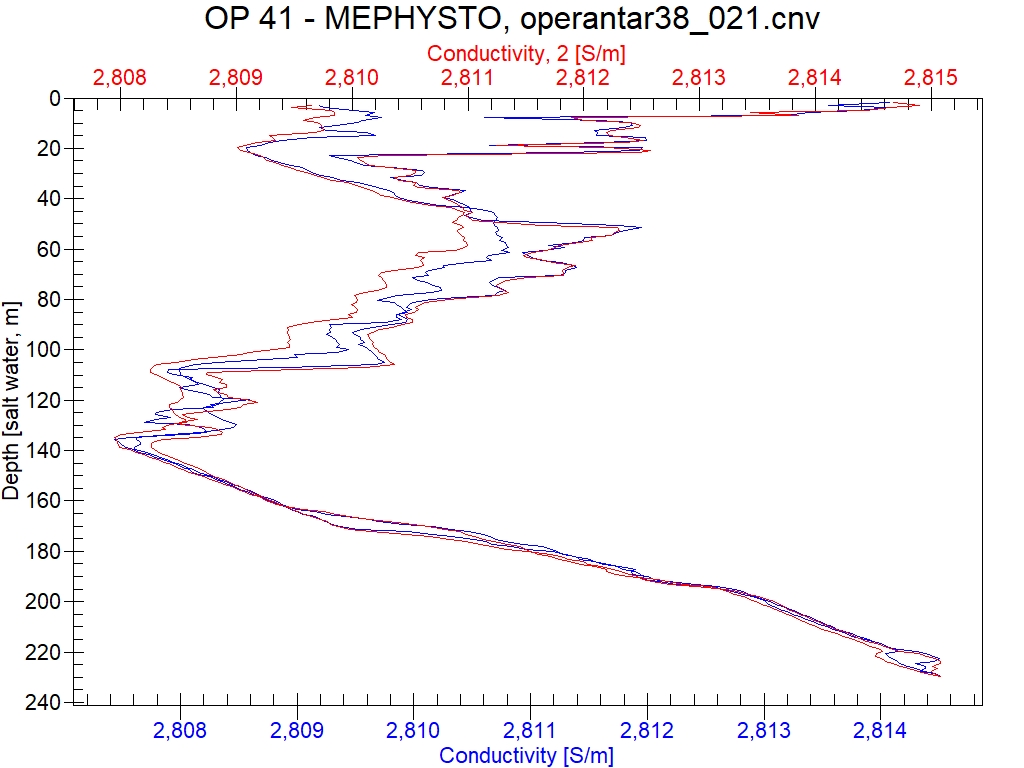 OP 41 - MEPHYSTO, operantar38_021.cnv
Conductivity, 2 [S/m]
2,808 2,809 2,810 2,811 2,812 2,813 2,814 2,815
0
20
40
60
80
100
120
140
160
180
200
220
240
Depth [salt water, m]
2,808 2,809 2,810 2,811 2,812 2,813 2,814
Conductivity [S/m]